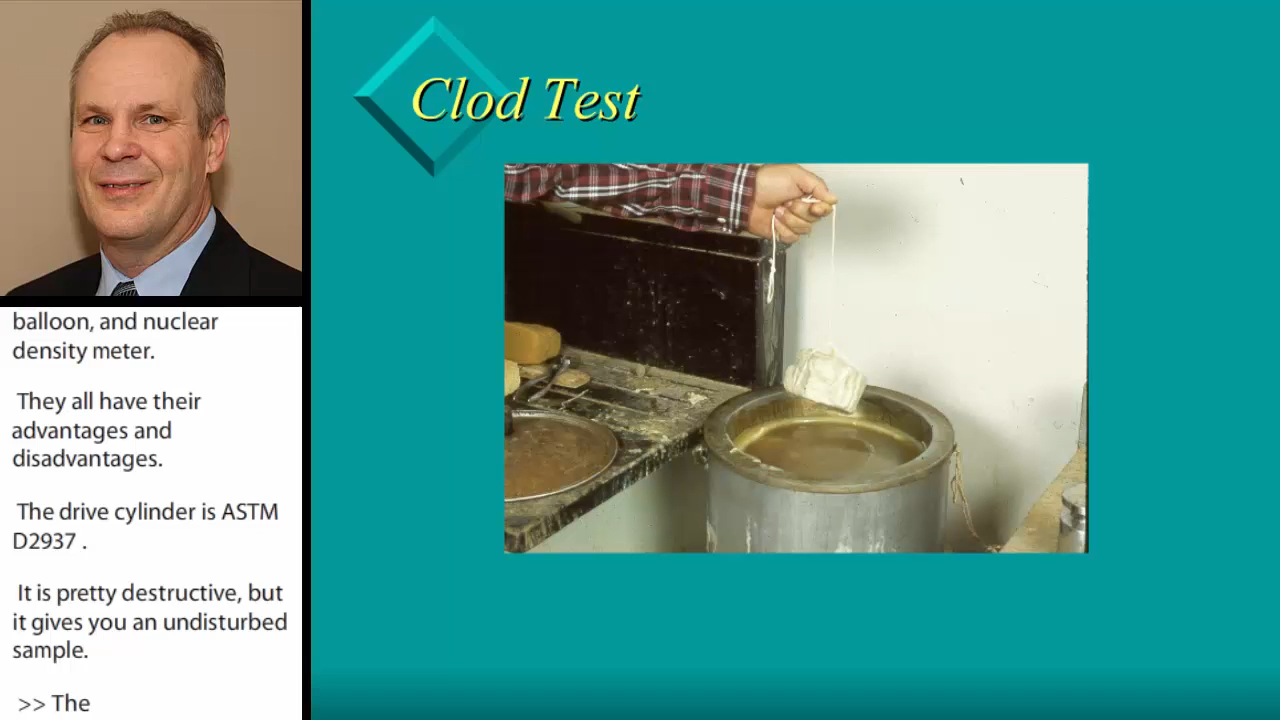 Clod Test
balloon, and nuclear
density meter.
They all have their
advantages and
disadvantages.
The drive cylinder is ASTM
D2937 .
It is pretty destructive, but
it gives you an undisturbed
sample.
>> The